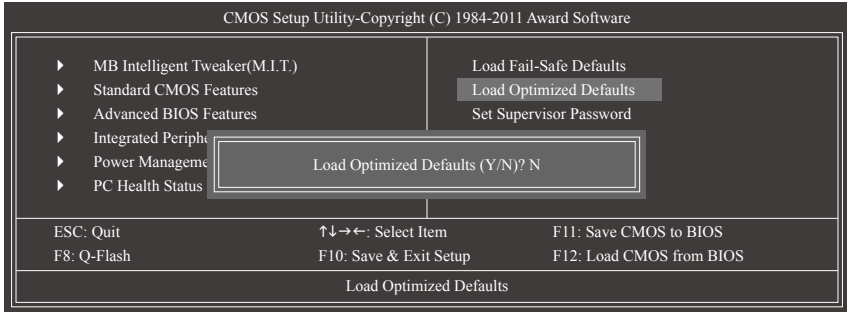 CMOS Setup Utility-Copyright (C) 1984-2011 Award Software
MB Intelligent Tweaker(M.I.T.)
Standard CMOS Features
Advanced BIOS Features
Integrated Periphe
Power Manageme
PC Health Status
Load Fail-Safe Defaults
Load Optimized Defaults
Set Supervisor Password
Load Optimized Defaults (Y/N)? N
ESC: Quit
↑↓→←: Select Item
F11: Save CMOS to BIOS
F8: Q-Flash
F10: Save & Exit Setup
F12: Load CMOS from BIOS
Load Optimized Defaults